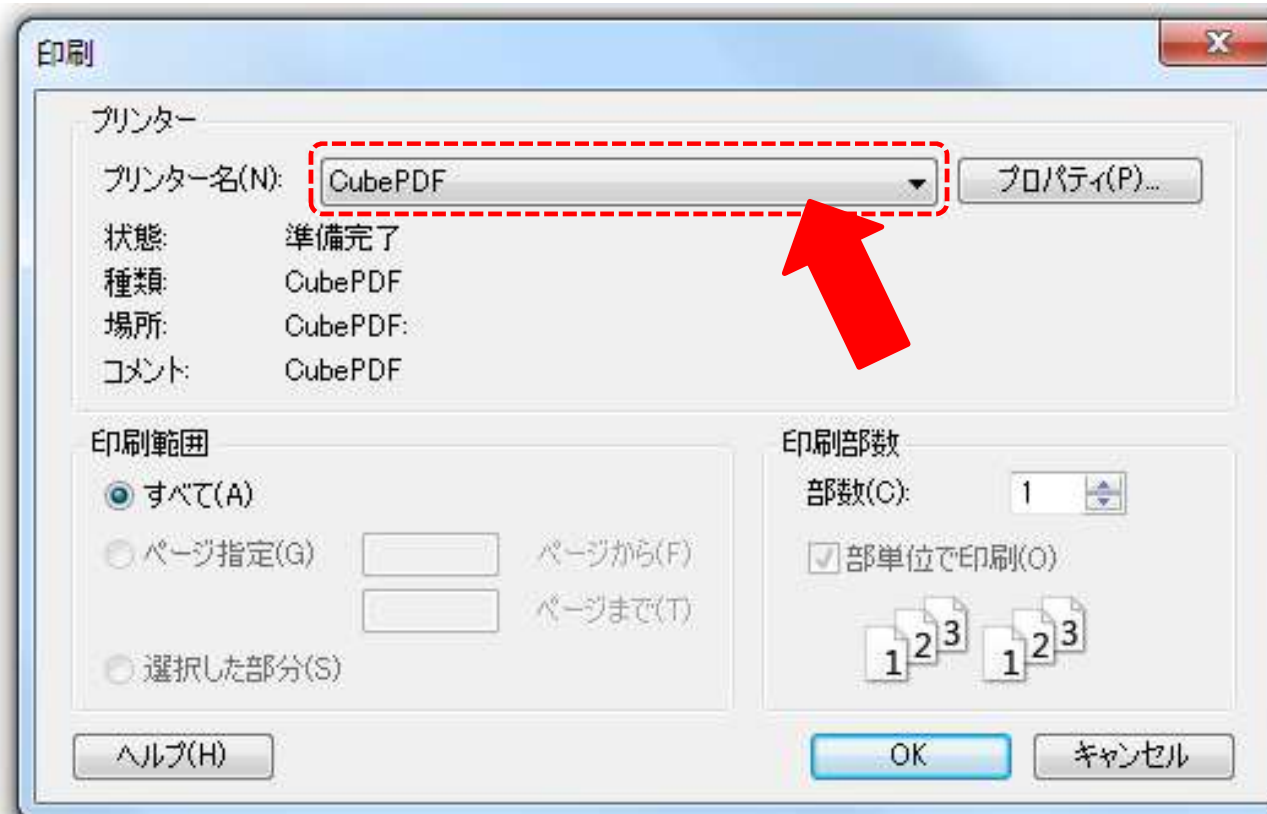 印刷
プリンター
プリンター名(N): CubePDF プロパティ(P)...
状態: 準備完了
種類: CubePDF
場所: CubePDF:
コメント: CubePDF
印刷範囲
すべて(A)
ページ指定(G) ページから(F)
ページまで(T)
選択した部分(S)
印刷部数
部数(C): 1
部単位で印刷(O)
1 2 3 1 2 3
ヘルプ(H) OK キャンセル